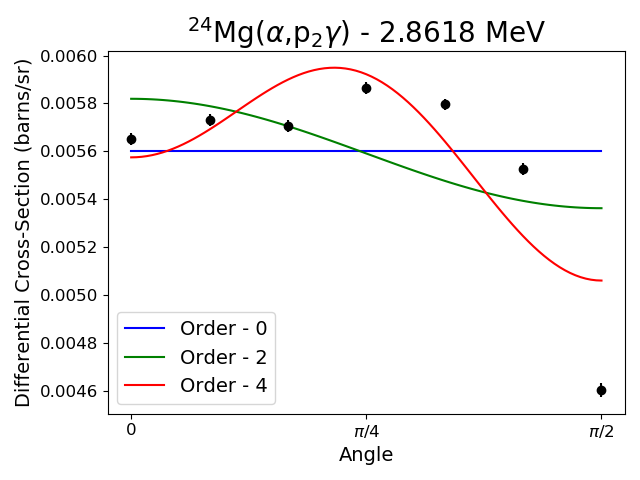 ²⁴Mg(α,p₂γ) - 2.8618 MeV
Differential Cross-Section (barns/sr)
0.0060
0.0058
0.0056
0.0054
0.0052
0.0050
0.0048
0.0046
Order - 0
Order - 2
Order - 4
0
π/4
π/2
Angle